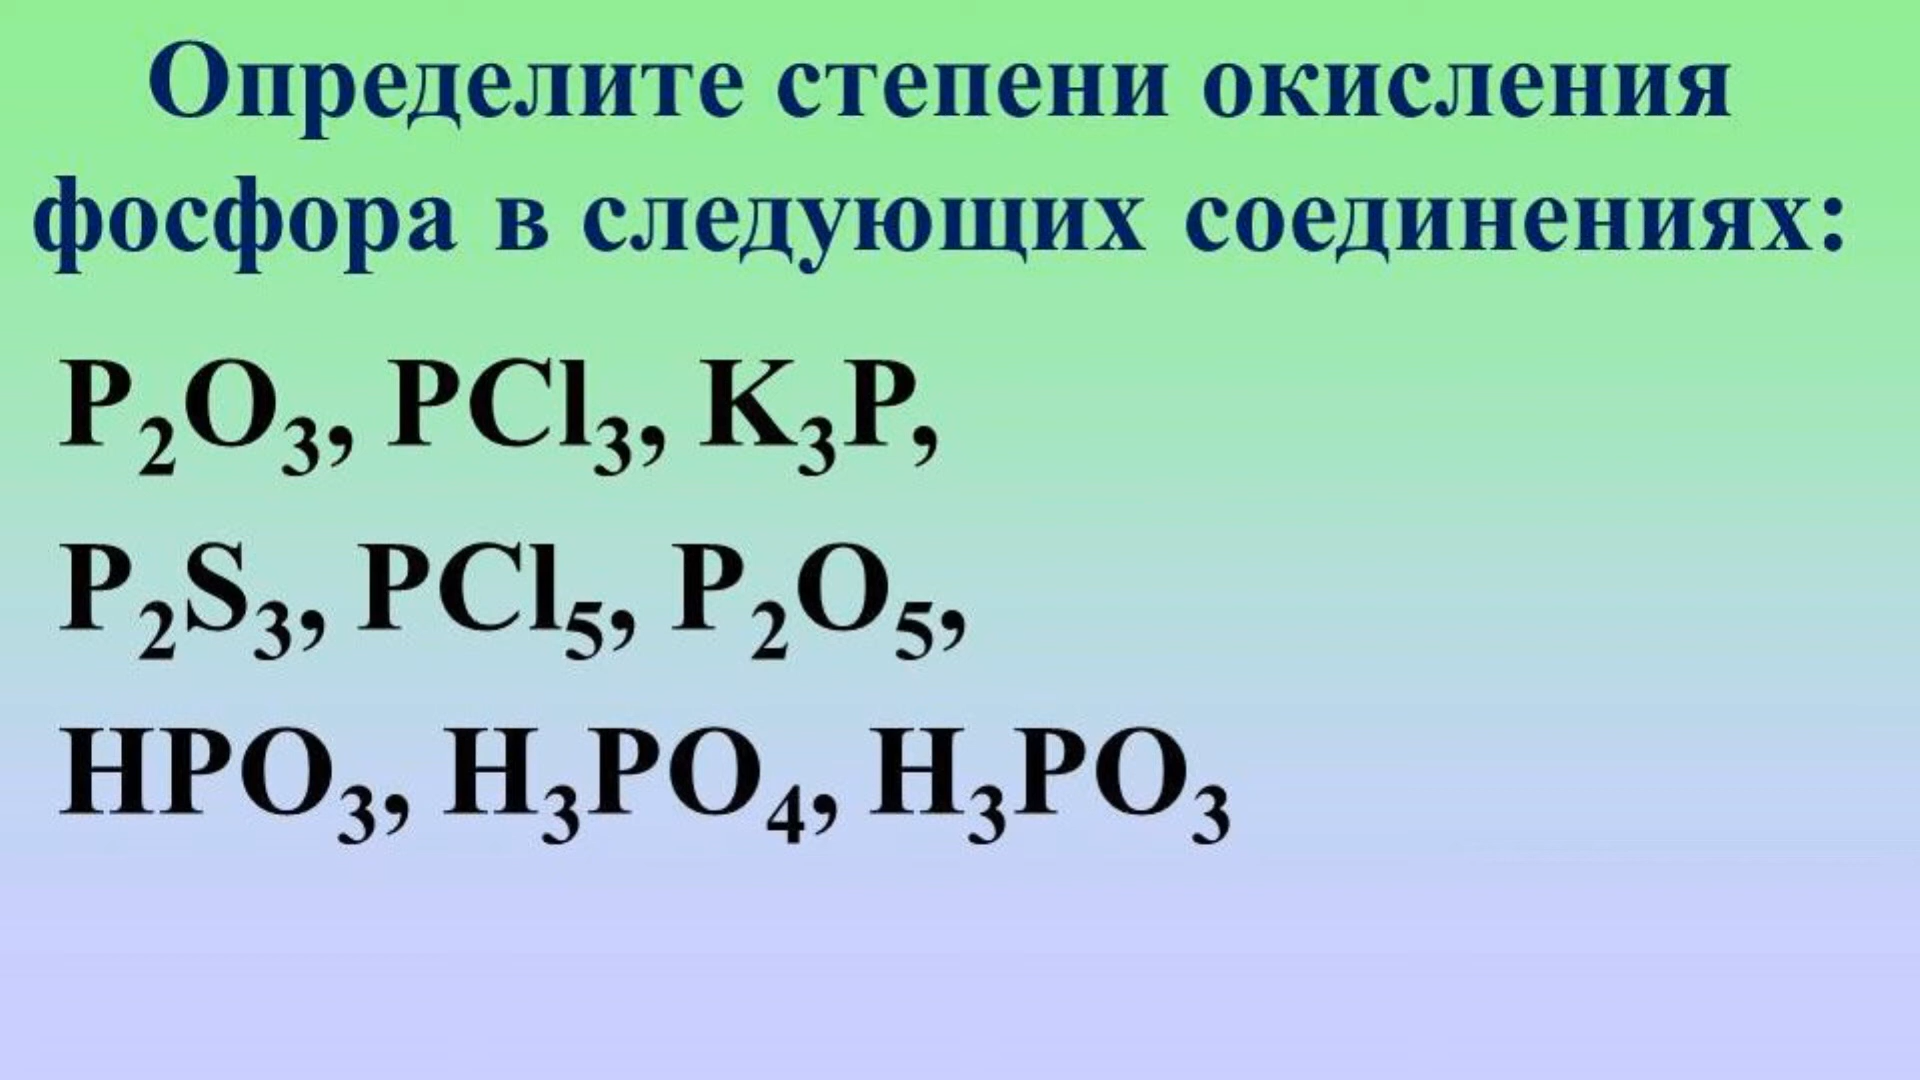 Определите степени окисления
фосфора в следующих соединениях:
P₂O₃, PCl₃, K₃P,
P₂S₃, PCl₅, P₂O₅,
HPO₃, H₃PO₄, H₃PO₃